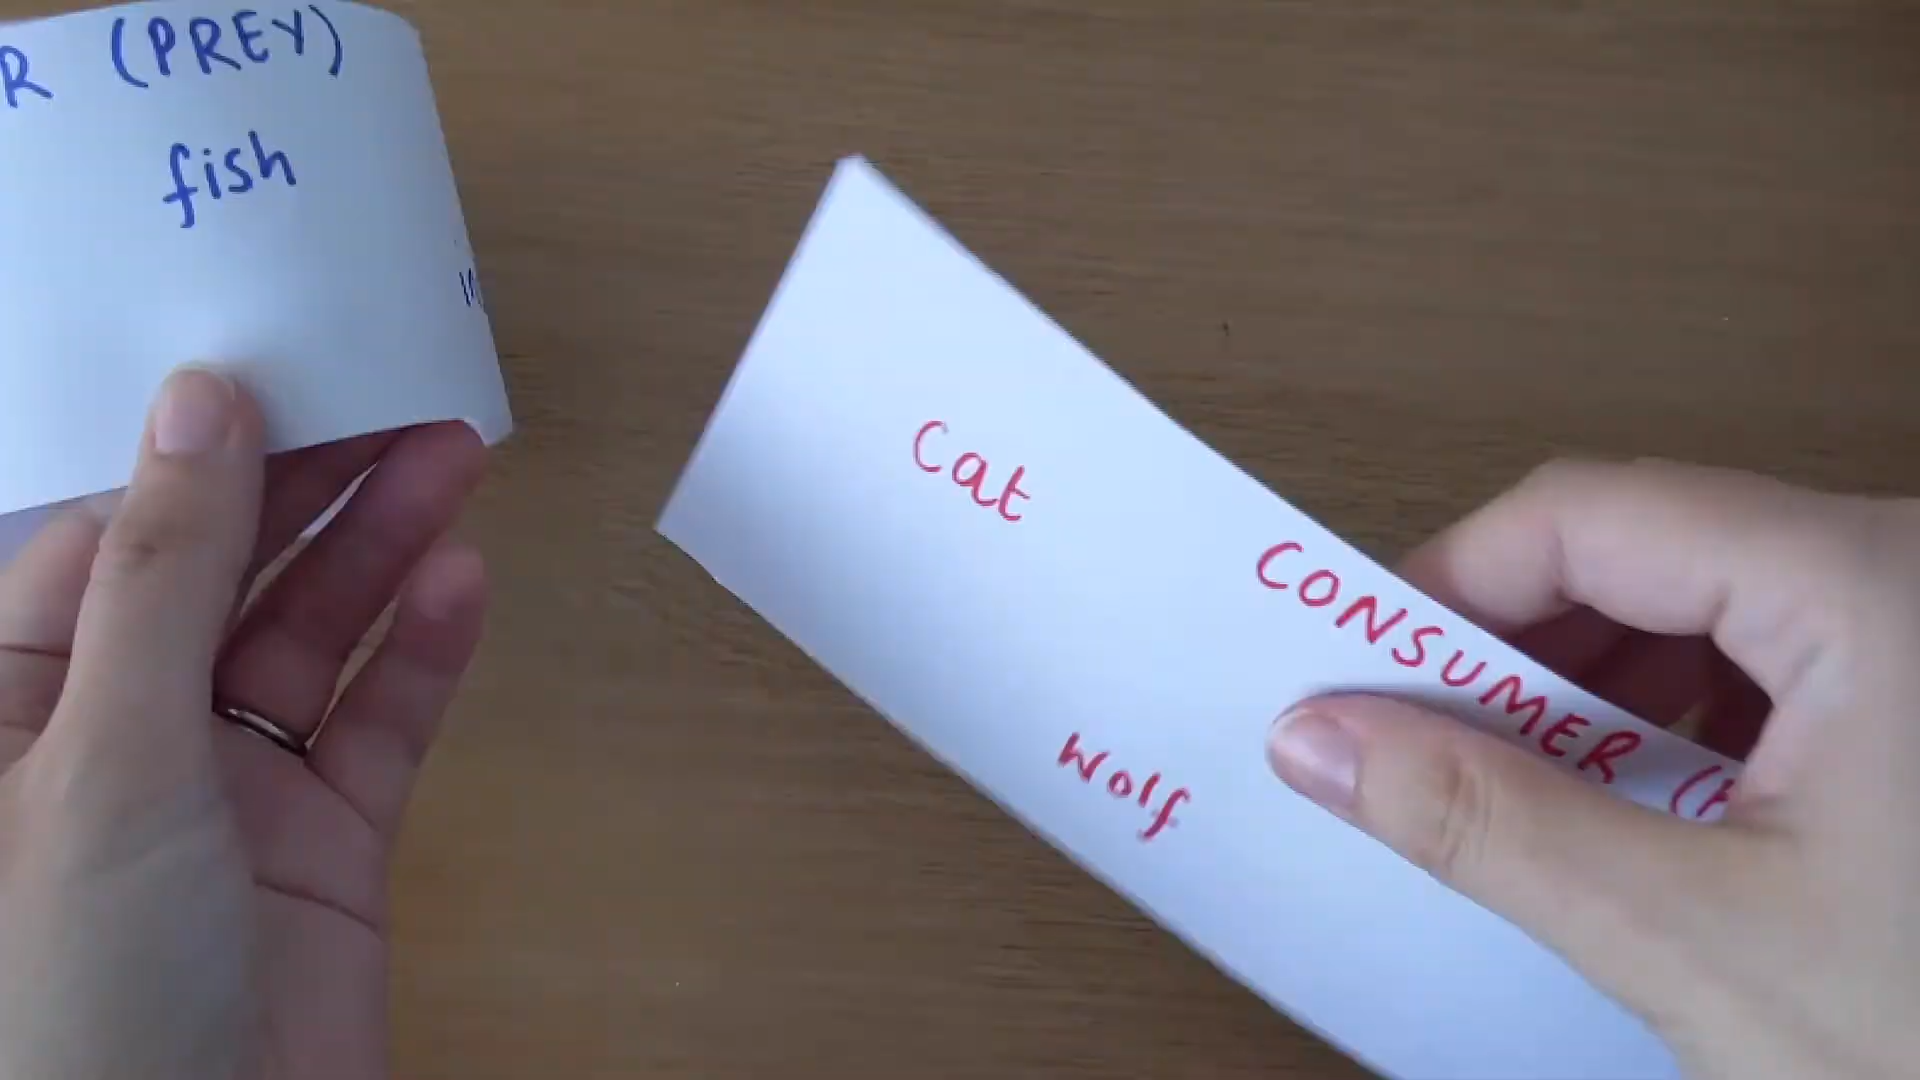 R (PREY)
fish
cat
CONSUMER (
wolf